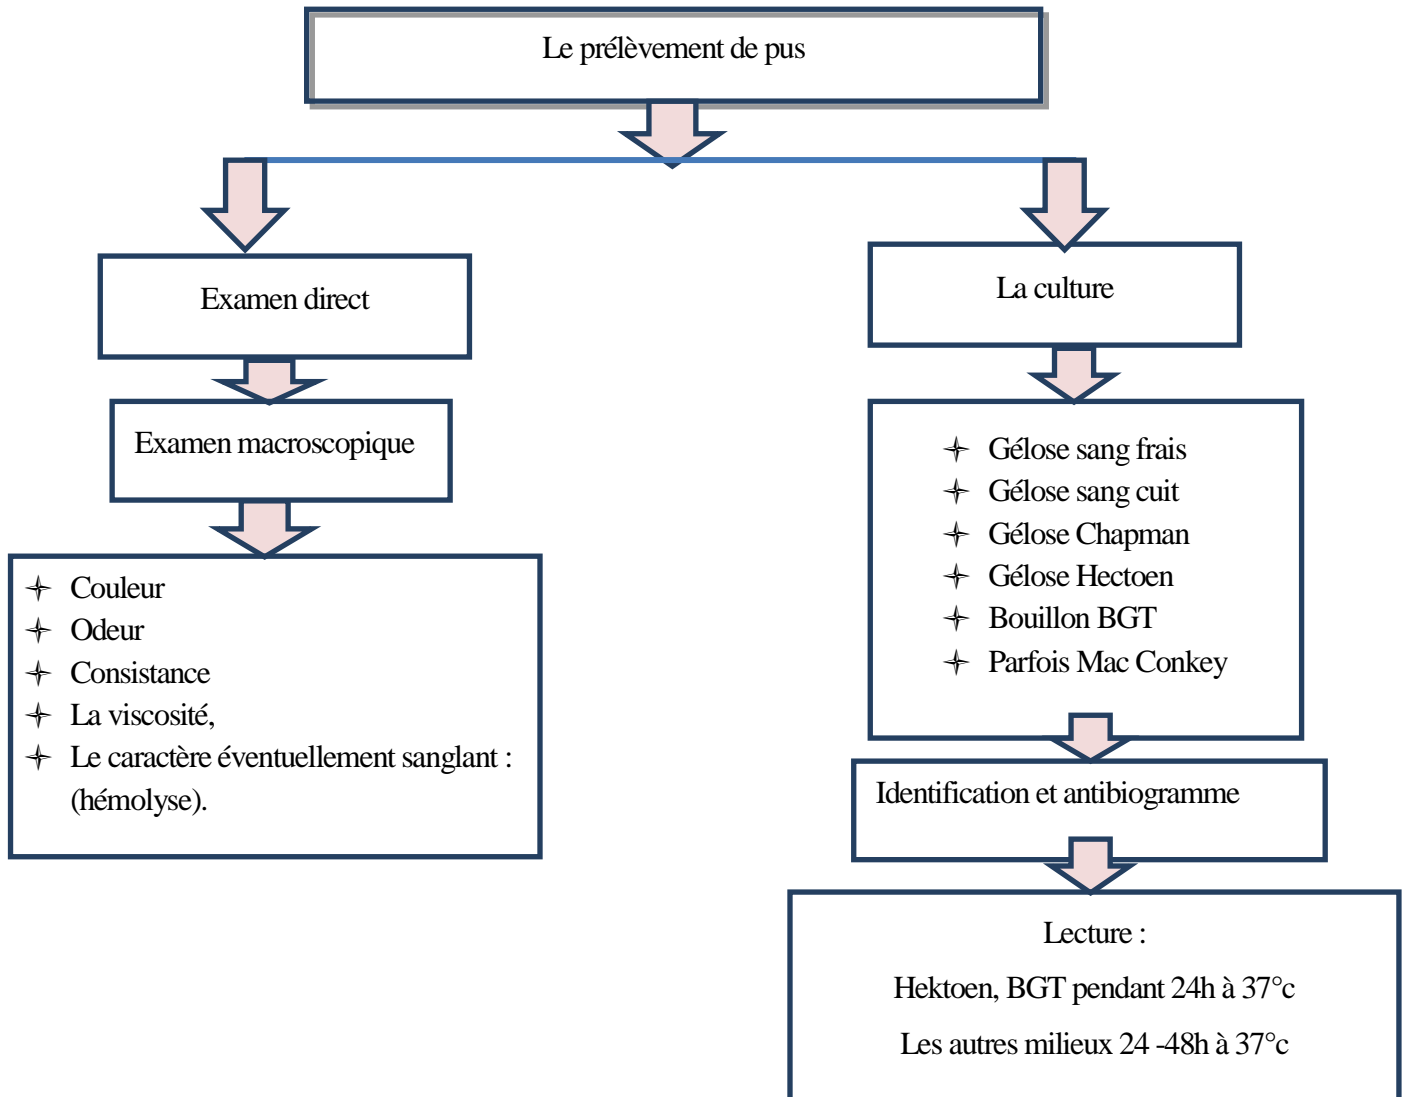 Le prélèvement de pus
Examen direct
Examen macroscopique
Couleur
Odeur
Consistance
La viscosité,
Le caractère éventuellement sanglant :
(hémolyse).
La culture
Gélose sang frais
Gélose sang cuit
Gélose Chapman
Gélose Hectoen
Bouillon BGT
Parfois Mac Conkey
Identification et antibiogramme
Lecture :
Hektoen, BGT pendant 24h à 37°c
Les autres milieux 24 -48h à 37°c